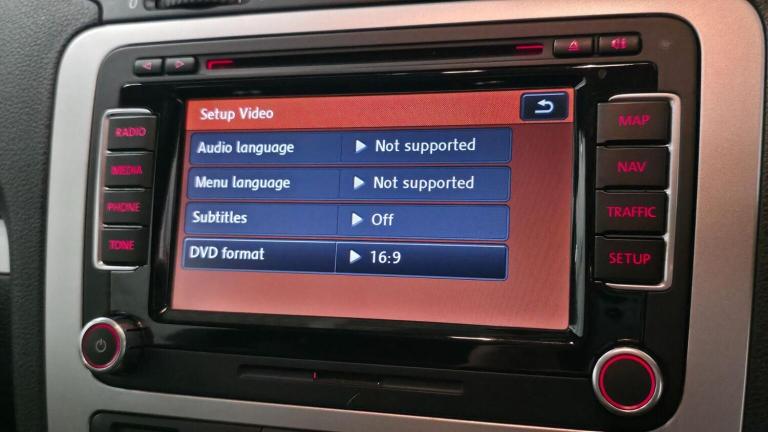 Setup Video
Audio language Not supported
Menu language Not supported
Subtitles Off
DVD format 16:9
RADIO
MEDIA
PHONE
TONE
MAP
NAV
TRAFFIC
SETUP